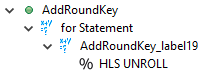 AddRoundKey
for Statement
AddRoundKey_label19
% HLS UNROLL